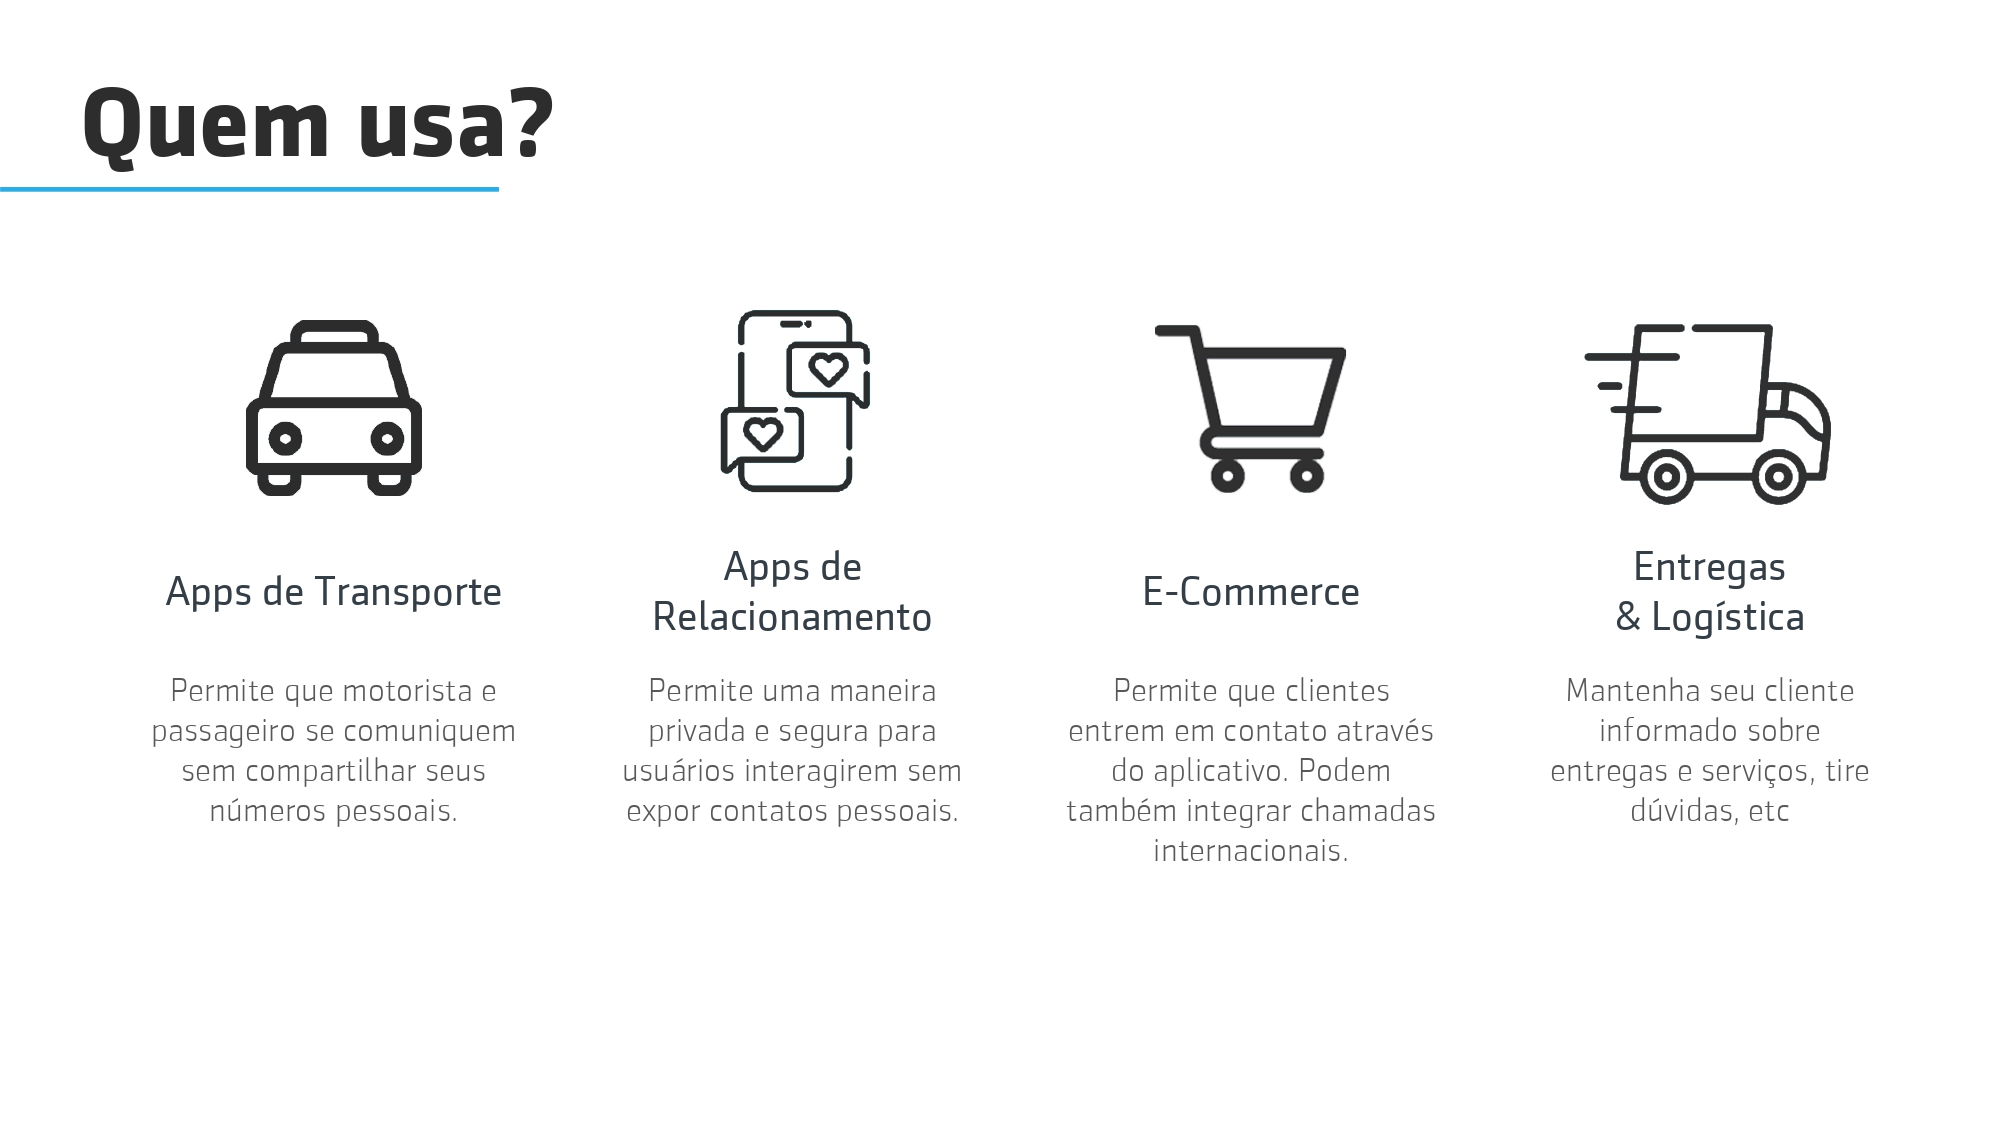 Quem usa?
Apps de Transporte
Permite que motorista e
passageiro se comuniquem
sem compartilhar seus
números pessoais.
Apps de
Relacionamento
Permite uma maneira
privada e segura para
usuários interagirem sem
expor contatos pessoais.
E-Commerce
Permite que clientes
entrem em contato através
do aplicativo. Podem
também integrar chamadas
internacionais.
Entregas
& Logística
Mantenha seu cliente
informado sobre
entregas e serviços, tire
dúvidas, etc